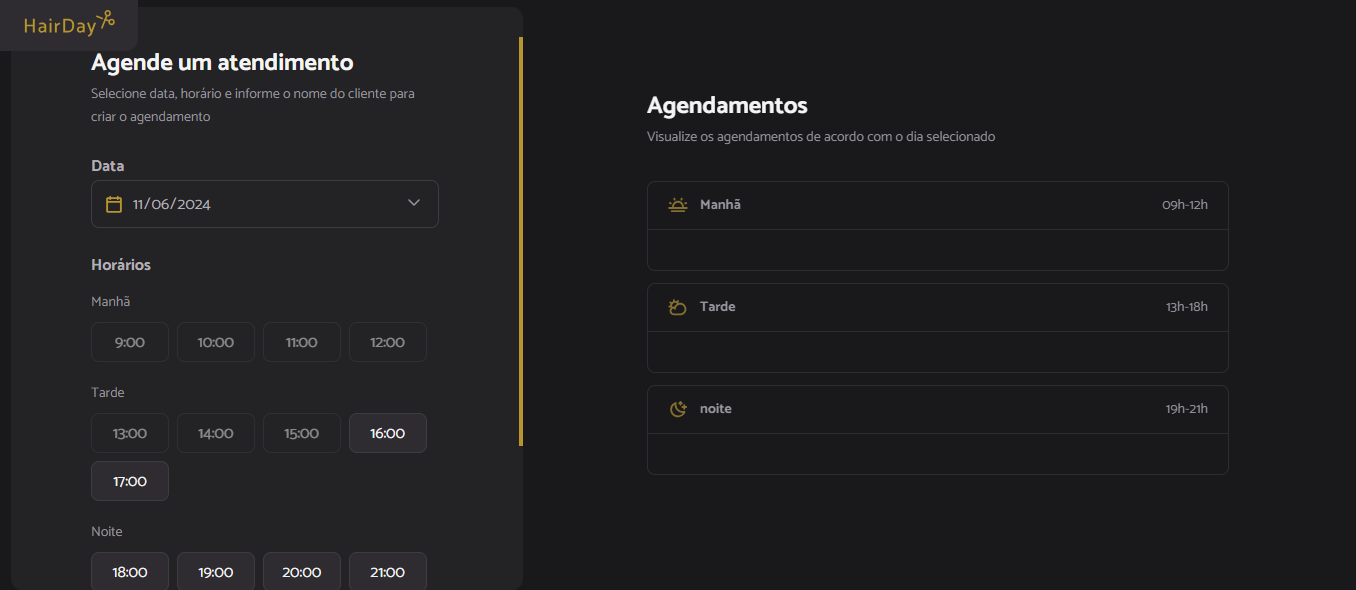 HairDay
Agende um atendimento
Selecione data, horário e informe o nome do cliente para
criar o agendamento
Data
11/06/2024
Horários
Manhã
9:00 10:00 11:00 12:00
Tarde
13:00 14:00 15:00 16:00
17:00
Noite
18:00 19:00 20:00 21:00
Agendamentos
Visualize os agendamentos de acordo com o dia selecionado
Manhã 09h-12h
Tarde 13h-18h
noite 19h-21h